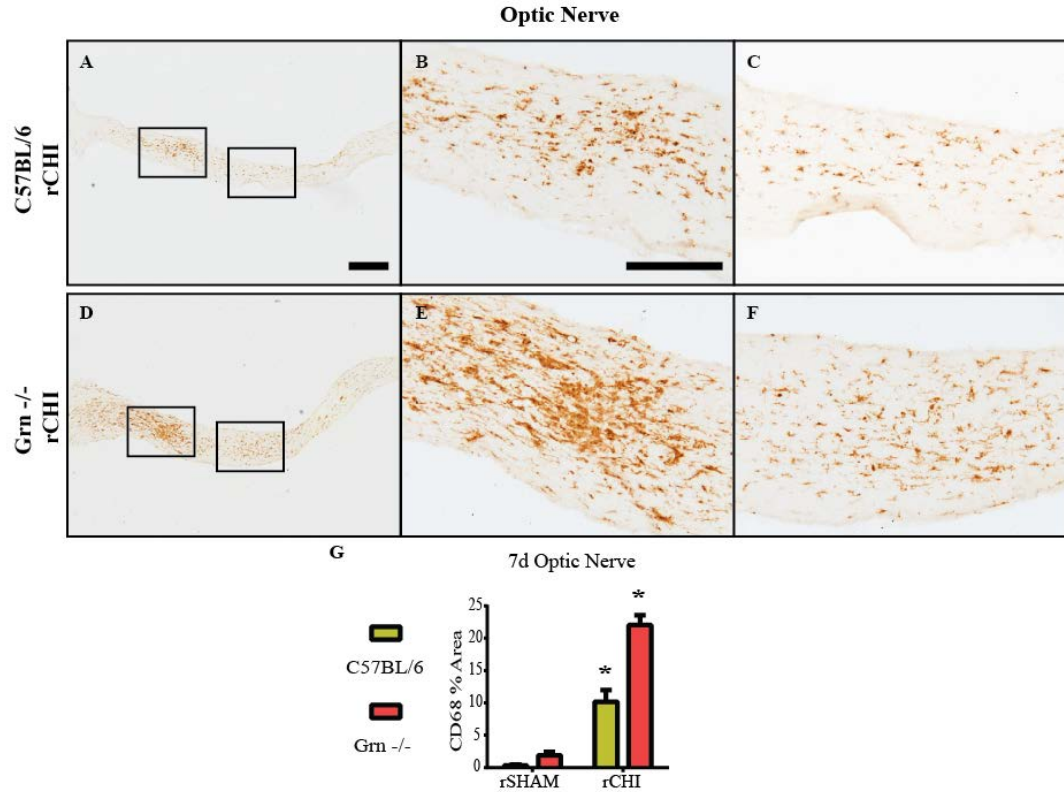 Optic Nerve
C57BL/6
rCHI
A
B
C
Grn -/-
rCHI
D
E
F
G
7d Optic Nerve
C57BL/6
Grn -/-
CD68 % Area
25
20
15
10
5
0
*
*
rSHAM
rCHI